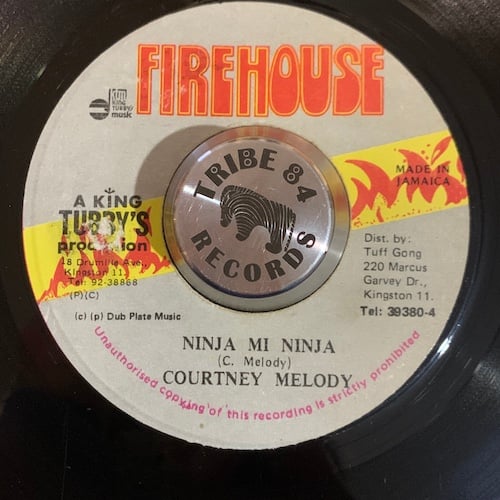 FIREHOUSE
KING
TUBBYS
music
TRIBE 84
RECORDS
MADE IN
JAMAICA
A KING
TUBBY'S
production
18 Drumille Ave.,
Kingston 11.
Tel: 92-38868
(P)(C)
Dist. by:
Tuff Gong
220 Marcus
Garvey Dr.,
Kingston 11.
Tel: 39380-4
(c) (p) Dub Plate Music
NINJA MI NINJA
(C. Melody)
COURTNEY MELODY
Unauthorised copying of this recording is strictly prohibited